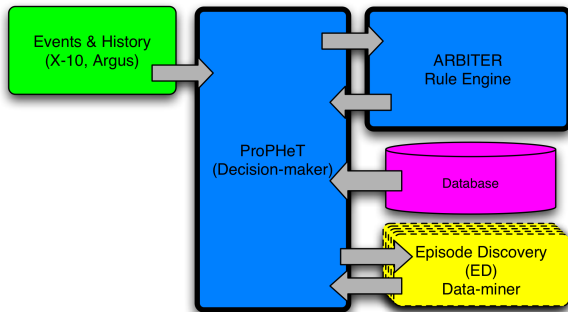 Events & History
(X-10, Argus)
ProPHeT
(Decision-maker)
ARBITER
Rule Engine
Database
Episode Discovery
(ED)
Data-miner